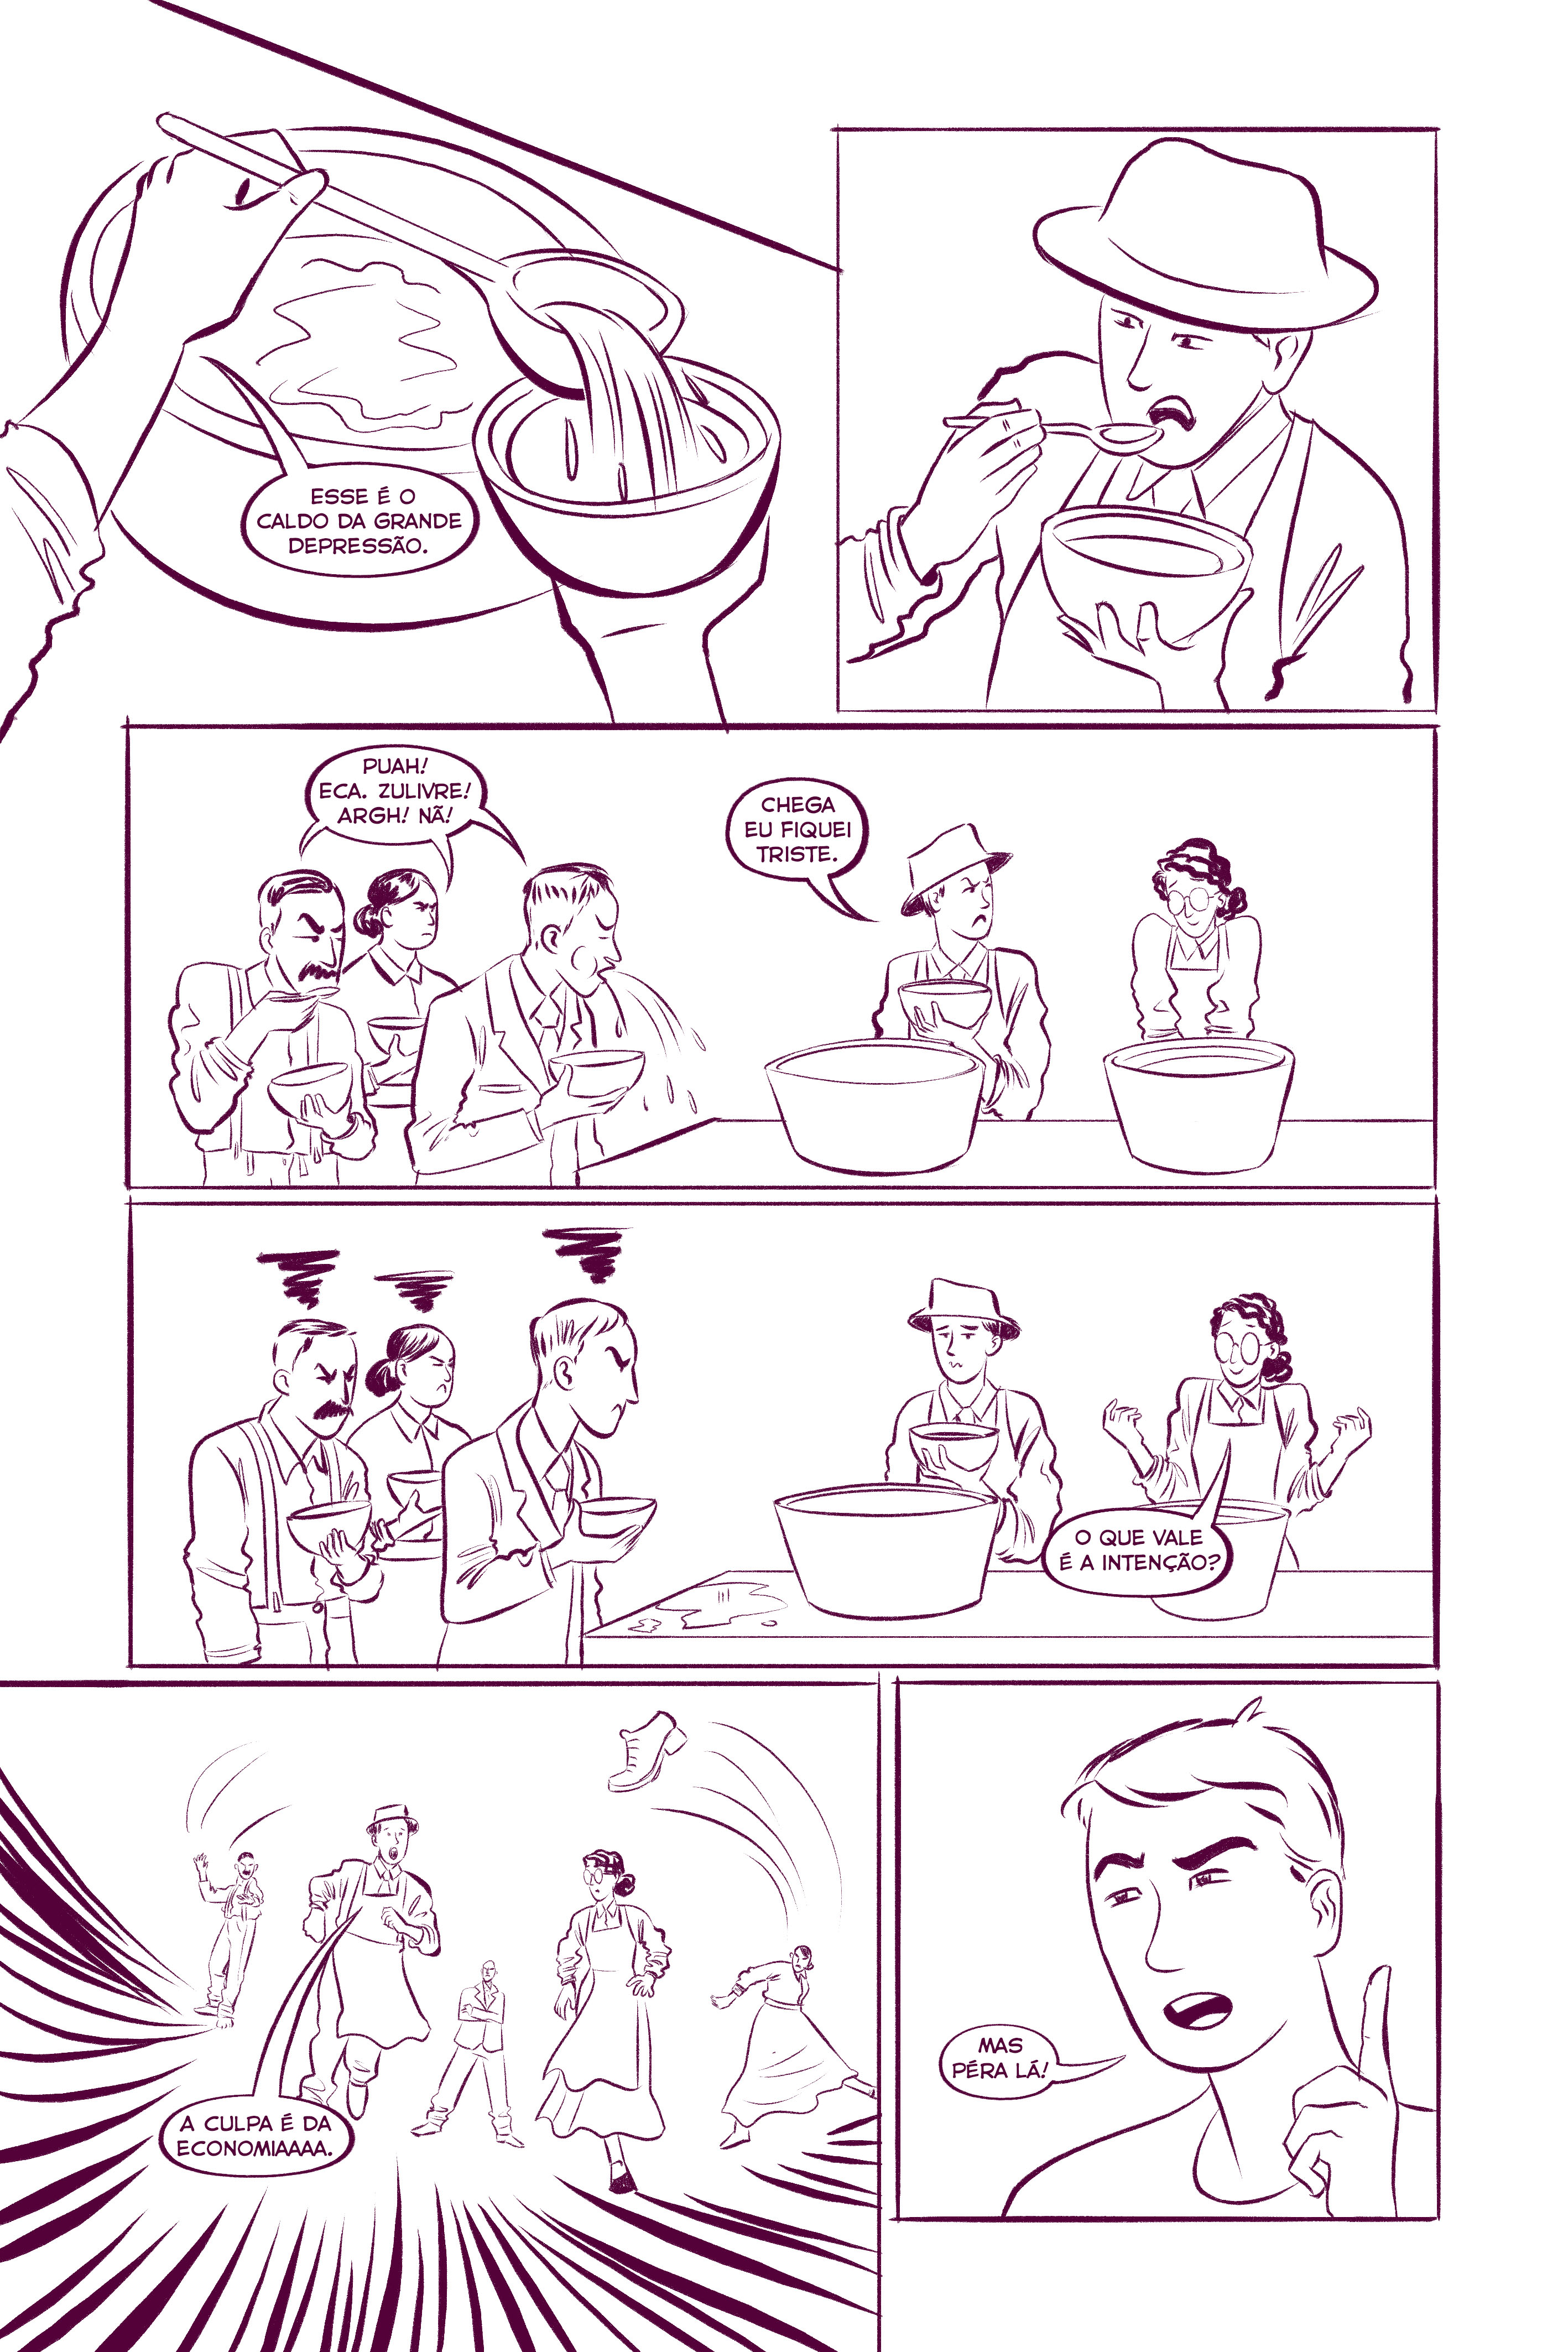 ESSE É O
CALDO DA GRANDE
DEPRESSÃO.
PUAH!
ECA. ZULIVRE!
ARGH! NÃ!
CHEGA
EU FIQUEI
TRISTE.
O QUE VALE
É A INTENÇÃO?
A CULPA É DA
ECONOMIAAAA.
MAS
PÉRA LÁ!